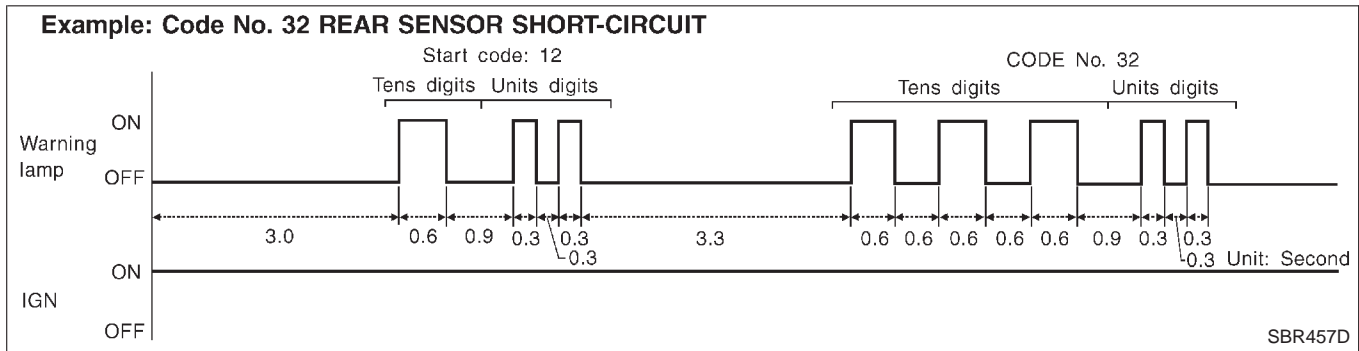 Example: Code No. 32 REAR SENSOR SHORT-CIRCUIT
Start code: 12
CODE No. 32
Tens digits Units digits
Tens digits Units digits
Warning lamp
ON
OFF
3.0 0.6 0.9 0.3 0.3 3.3 0.6 0.6 0.6 0.6 0.6 0.9 0.3 0.3
0.3 0.3 Unit: Second
IGN
ON
OFF
SBR457D